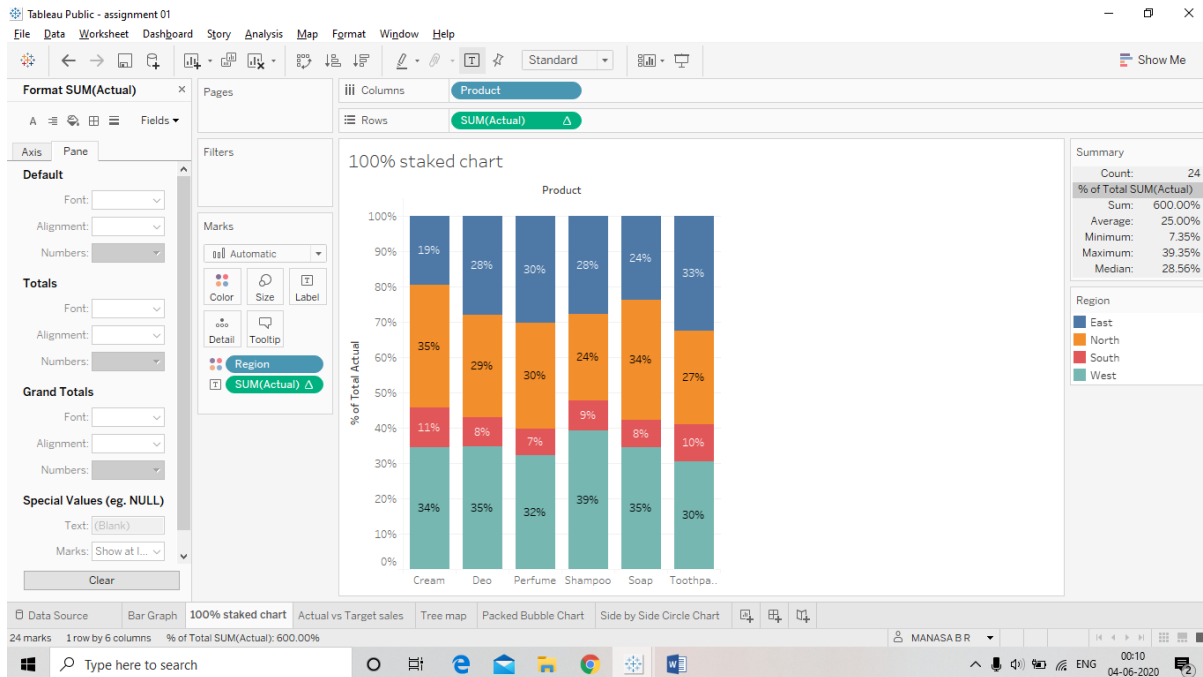 Tableau Public - assignment 01
File Data Worksheet Dashboard Story Analysis Map Format Window Help
Standard
Show Me
Format SUM(Actual)
Fields
Axis Pane
Default
Font:
Alignment:
Numbers:
Totals
Font:
Alignment:
Numbers:
Grand Totals
Font:
Alignment:
Numbers:
Special Values (eg. NULL)
Text: (Blank)
Marks: Show at I...
Clear
Pages
Filters
Marks
Automatic
Color Size Label
Detail Tooltip
Region
SUM(Actual)
Columns Product
Rows SUM(Actual)
100% staked chart
Product
% of Total Actual
100%
90%
80%
70%
60%
50%
40%
30%
20%
10%
0%
19% 28% 30% 28% 24% 33%
35% 29% 30% 24% 34% 27%
11% 8% 7% 9% 8% 10%
34% 35% 32% 39% 35% 30%
Cream Deo Perfume Shampoo Soap Toothpa..
Summary
Count: 24
% of Total SUM(Actual)
Sum: 600.00%
Average: 25.00%
Minimum: 7.35%
Maximum: 39.35%
Median: 28.56%
Region
East
North
South
West
Data Source Bar Graph 100% staked chart Actual vs Target sales Tree map Packed Bubble Chart Side by Side Circle Chart
24 marks 1 row by 6 columns % of Total SUM(Actual): 600.00% MANASA B R
Type here to search
ENG
00:10
04-06-2020
2